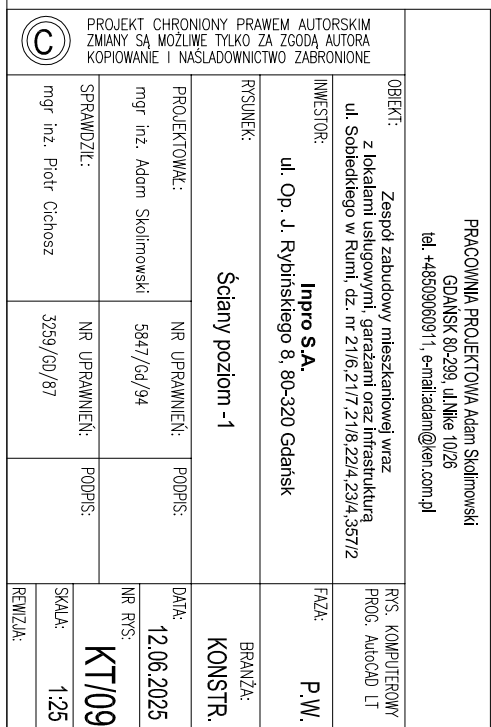 PRACOWNIA PROJEKTOWA Adam Skolimowski
GDAŃSK 80-299, ul.Nike 10/26
tel. +48509060911, e-mail:adam@ken.com.pl
OBIEKT:
Zespół zabudowy mieszkaniowej wraz
z lokalami usługowymi, garażami oraz infrastrukturą
ul. Sobiedkiego w Rumi, dz. nr 21/6,21/7,21/8,22/4,23/4,357/2
RYS. KOMPUTEROWY
PROG. AutoCAD LT
INWESTOR:
Inpro S.A.
ul. Op. J. Rybińskiego 8, 80-320 Gdańsk
FAZA:
P.W.
RYSUNEK:
Ściany poziom -1
BRANŻA:
KONSTR.
PROJEKTOWAŁ:
mgr inż. Adam Skolimowski
NR UPRAWNIEŃ:
5847/Gd/94
PODPIS:
DATA:
12.06.2025
NR RYS:
KT/09
SPRAWDZIŁ:
mgr inż. Piotr Cichosz
NR UPRAWNIEŃ:
3259/GD/87
PODPIS:
SKALA:
1:25
REWIZJA:
© PROJEKT CHRONIONY PRAWEM AUTORSKIM
ZMIANY SĄ MOŻLIWE TYLKO ZA ZGODĄ AUTORA
KOPIOWANIE I NAŚLADOWNICTWO ZABRONIONE